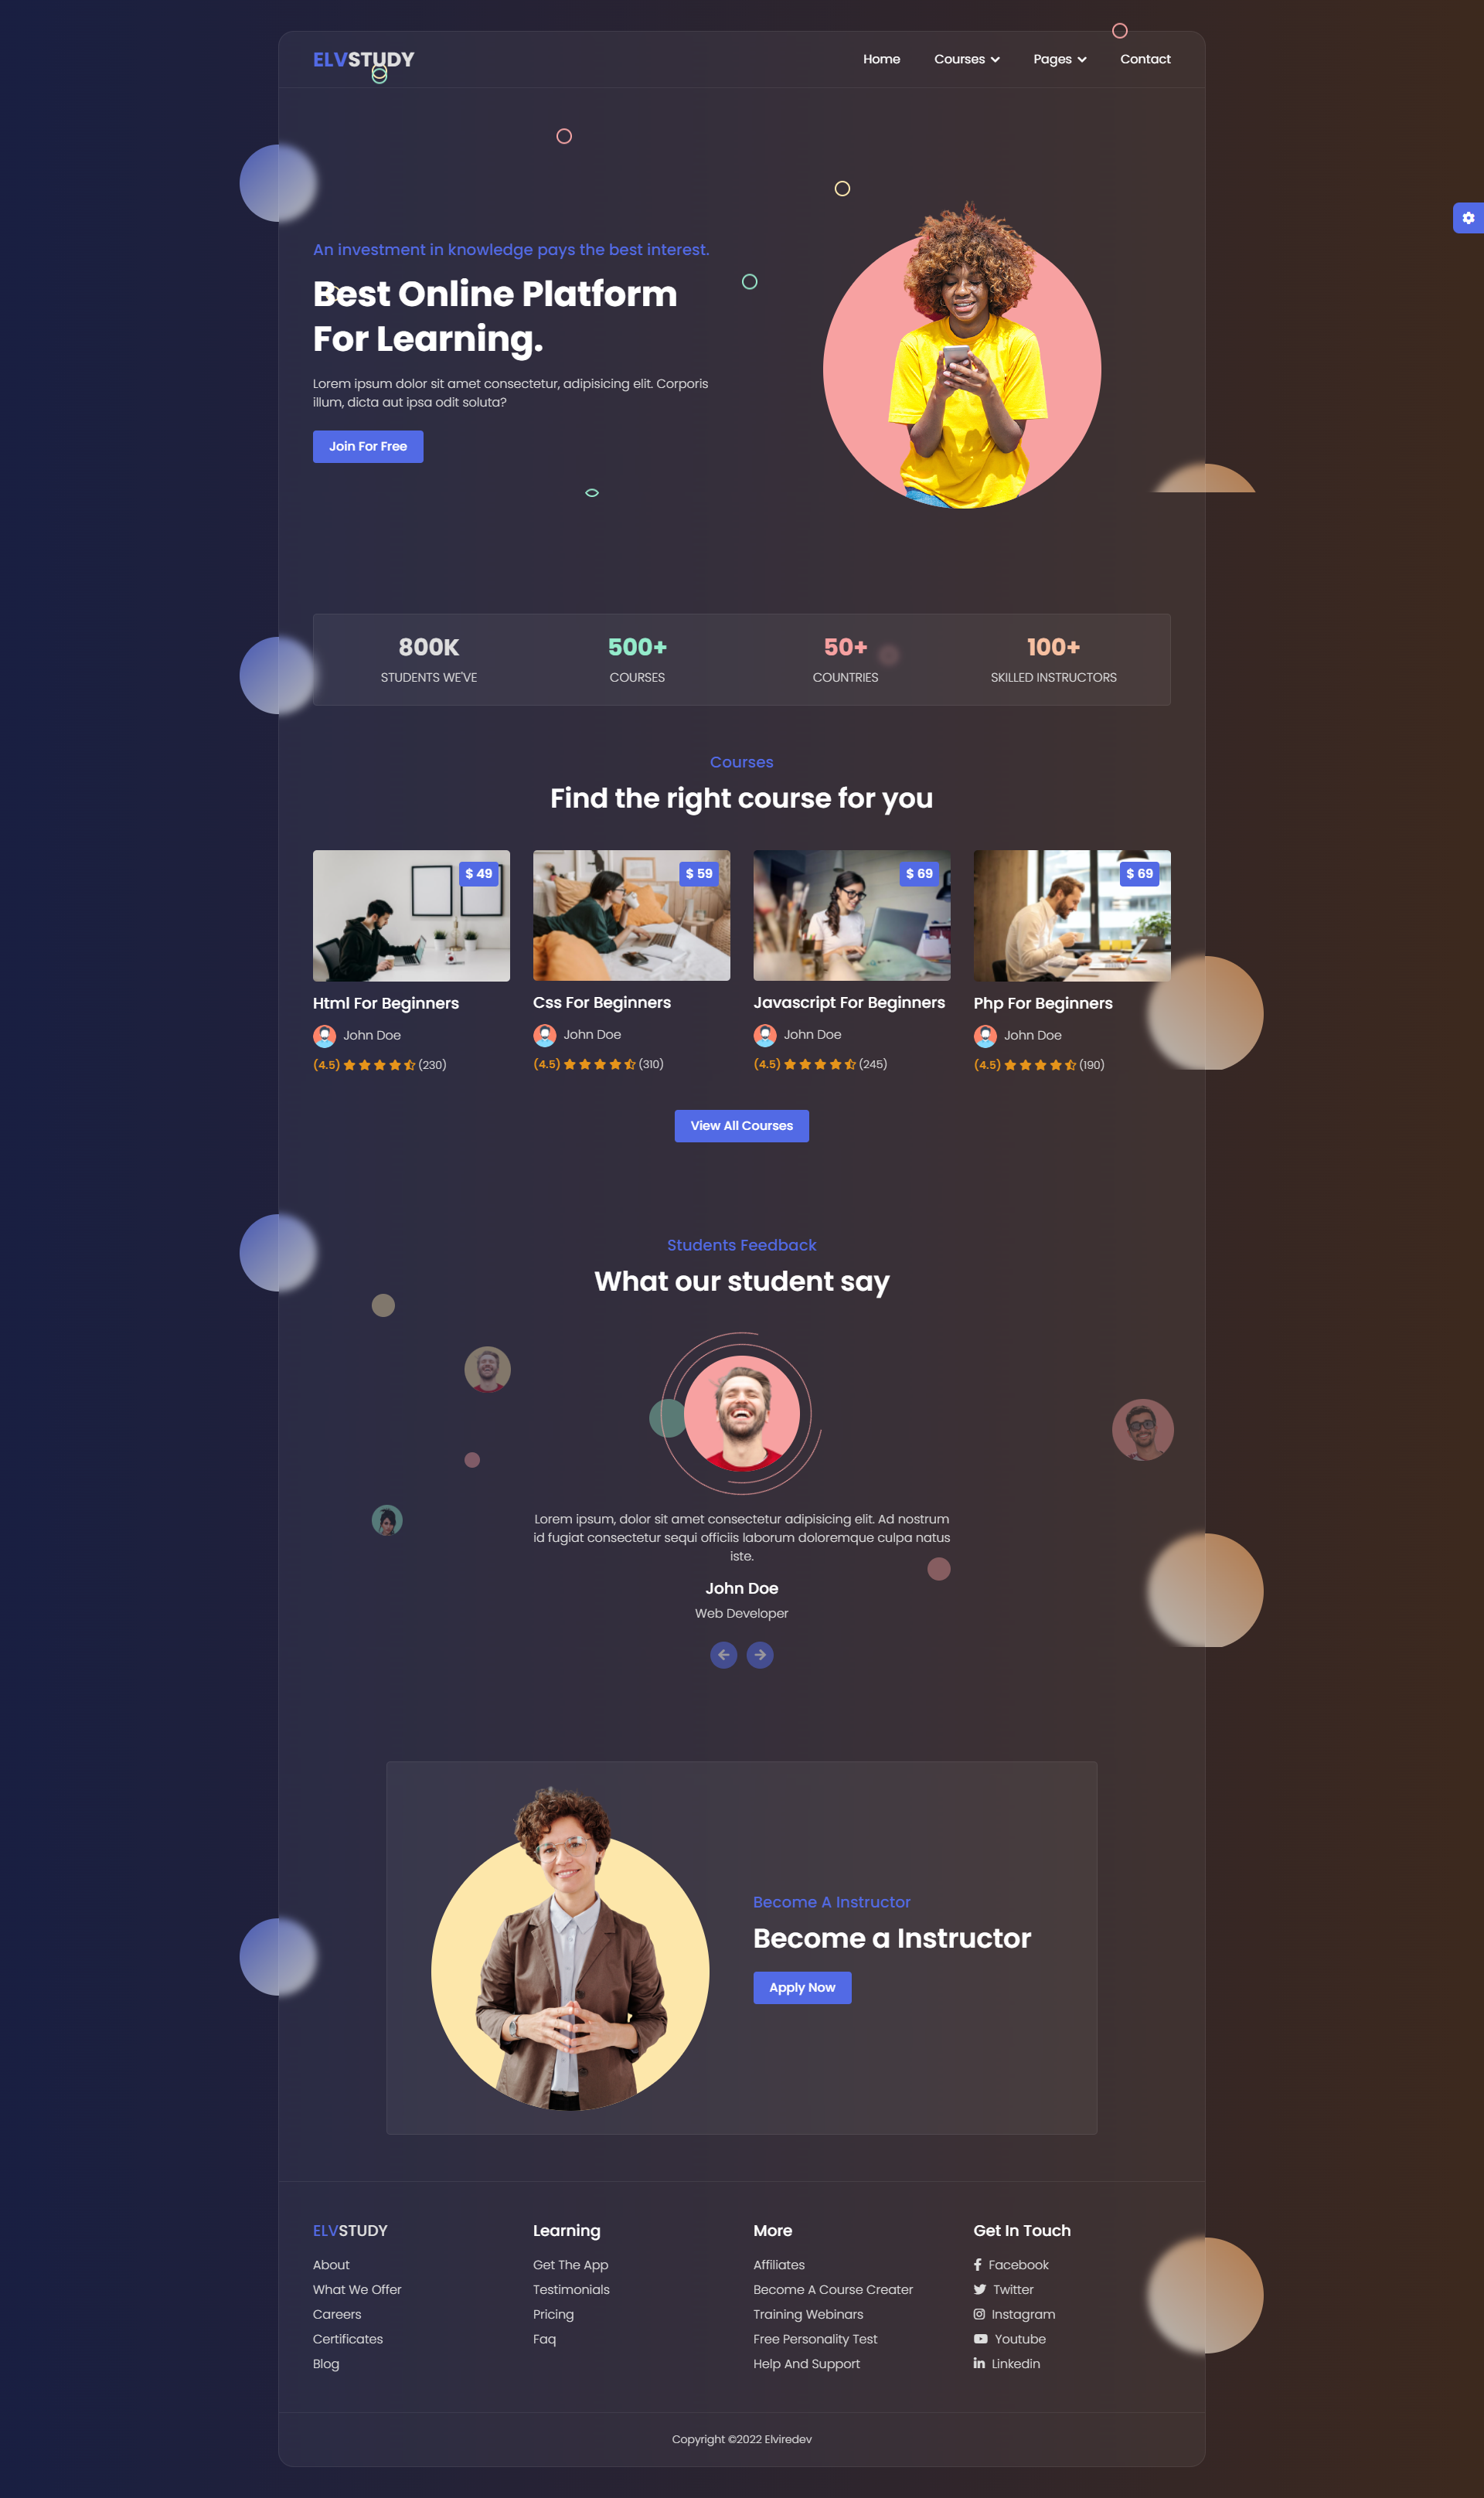 ELVSTUDY
Home Courses Pages Contact
An investment in knowledge pays the best interest.
Best Online Platform
For Learning.
Lorem ipsum dolor sit amet consectetur, adipisicing elit. Corporis
illum, dicta aut ipsa odit soluta?
Join For Free
800K 500+ 50+ 100+
STUDENTS WE'VE COURSES COUNTRIES SKILLED INSTRUCTORS
Courses
Find the right course for you
$ 49 $ 59 $ 69 $ 69
Html For Beginners Css For Beginners Javascript For Beginners Php For Beginners
John Doe John Doe John Doe John Doe
(4.5) (230) (4.5) (310) (4.5) (245) (4.5) (190)
View All Courses
Students Feedback
What our student say
Lorem ipsum, dolor sit amet consectetur adipisicing elit. Ad nostrum
id fugiat consectetur sequi officiis laborum doloremque culpa natus
iste.
John Doe
Web Developer
Become A Instructor
Become a Instructor
Apply Now
ELVSTUDY Learning More Get In Touch
About Get The App Affiliates Facebook
What We Offer Testimonials Become A Course Creater Twitter
Careers Pricing Training Webinars Instagram
Certificates Faq Free Personality Test Youtube
Blog Help And Support Linkedin
Copyright ©2022 Elviredev